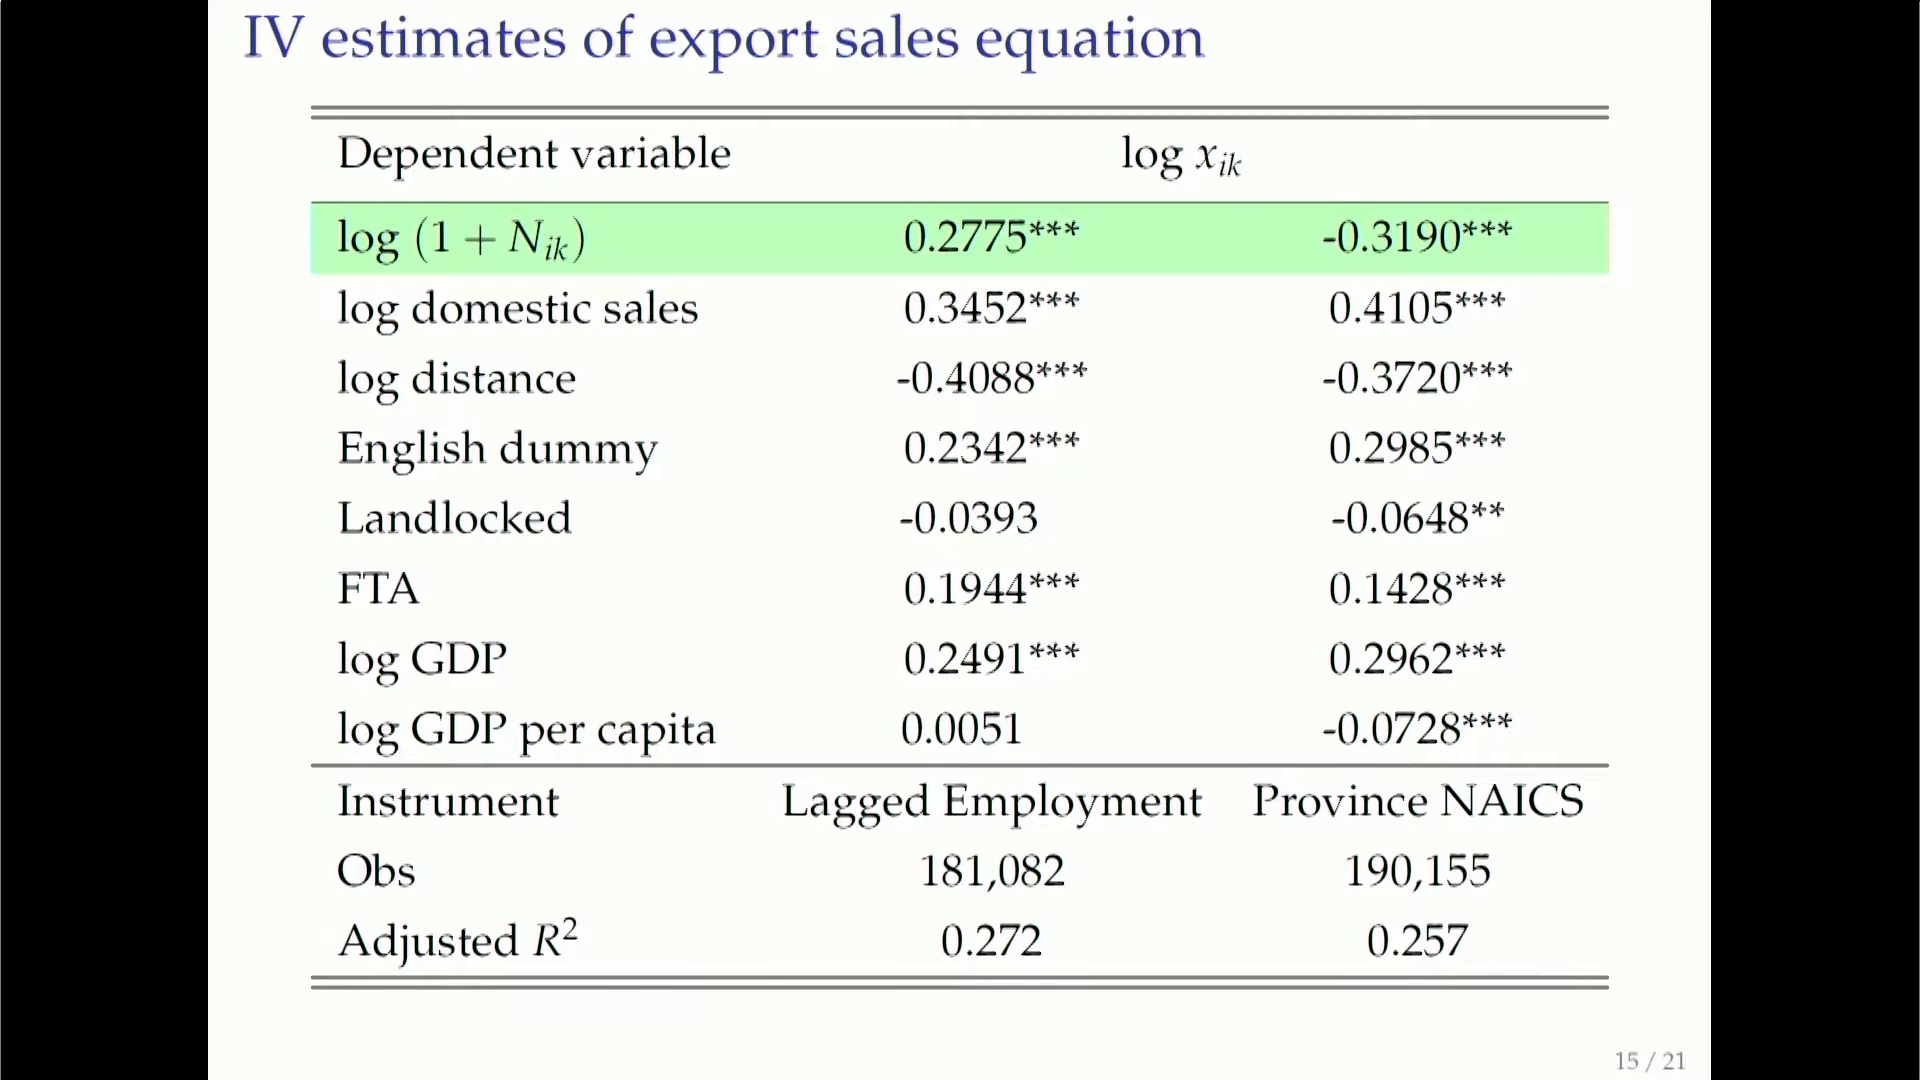 IV estimates of export sales equation
Dependent variable log x_ik
log (1 + N_ik) 0.2775*** -0.3190***
log domestic sales 0.3452*** 0.4105***
log distance -0.4088*** -0.3720***
English dummy 0.2342*** 0.2985***
Landlocked -0.0393 -0.0648**
FTA 0.1944*** 0.1428***
log GDP 0.2491*** 0.2962***
log GDP per capita 0.0051 -0.0728***
Instrument Lagged Employment Province NAICS
Obs 181,082 190,155
Adjusted R² 0.272 0.257
15 / 21